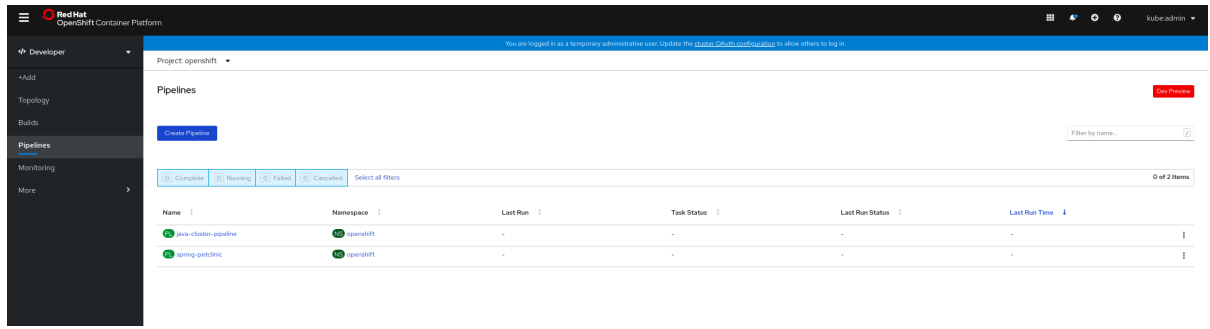 Red Hat
OpenShift Container Platform
kube:admin
Developer
You are logged in as a temporary administrative user. Update the cluster OAuth configuration to allow others to log in.
Project: openshift
+Add
Topology
Builds
Pipelines
Monitoring
More
Pipelines
Dev Preview
Create Pipeline
Filter by name...
/
0 Complete 0 Running 0 Failed 0 Cancelled Select all filters
0 of 2 Items
Name Namespace Last Run Task Status Last Run Status Last Run Time
PL java-cluster-pipeline NS openshift - - - -
PL spring-petclinic NS openshift - - - -